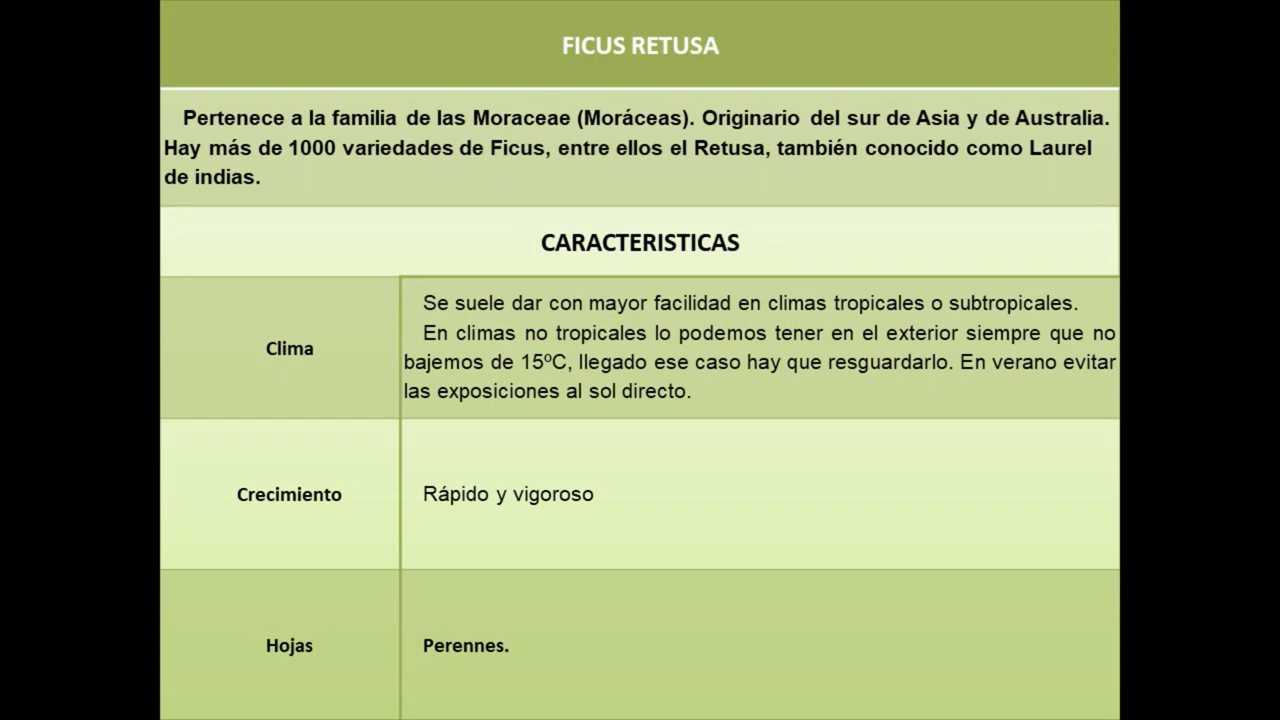 FICUS RETUSA
Pertenece a la familia de las Moraceae (Moráceas). Originario del sur de Asia y de Australia.
Hay más de 1000 variedades de Ficus, entre ellos el Retusa, también conocido como Laurel
de indias.
CARACTERISTICAS
Clima
Se suele dar con mayor facilidad en climas tropicales o subtropicales.
En climas no tropicales lo podemos tener en el exterior siempre que no
bajemos de 15ºC, llegado ese caso hay que resguardarlo. En verano evitar
las exposiciones al sol directo.
Crecimiento
Rápido y vigoroso
Hojas
Perennes.